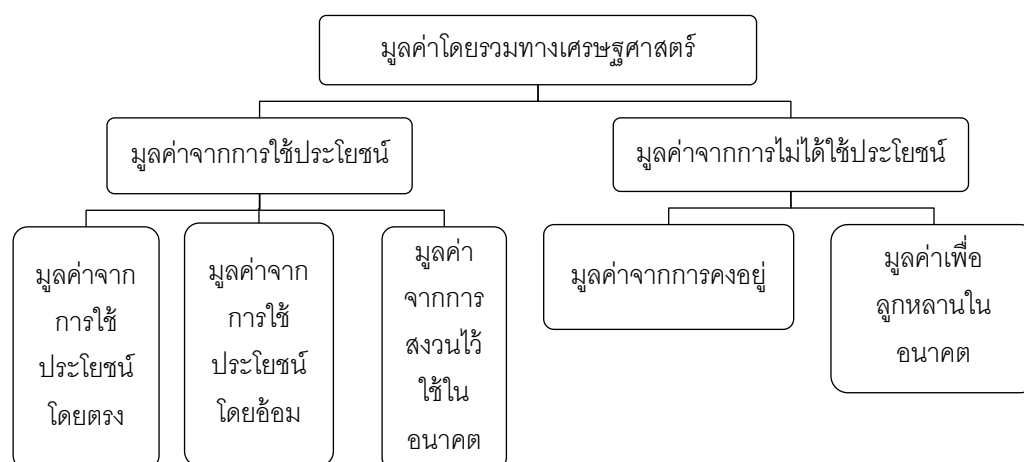 มูลค่าโดยรวมทางเศรษฐศาสตร์
มูลค่าจากการใช้ประโยชน์
มูลค่าจากการไม่ได้ใช้ประโยชน์
มูลค่าจาก
การใช้
ประโยชน์
โดยตรง
มูลค่าจาก
การใช้
ประโยชน์
โดยอ้อม
มูลค่า
จากการ
สงวนไว้
ใช้ใน
อนาคต
มูลค่าจากการคงอยู่
มูลค่าเพื่อ
ลูกหลานใน
อนาคต